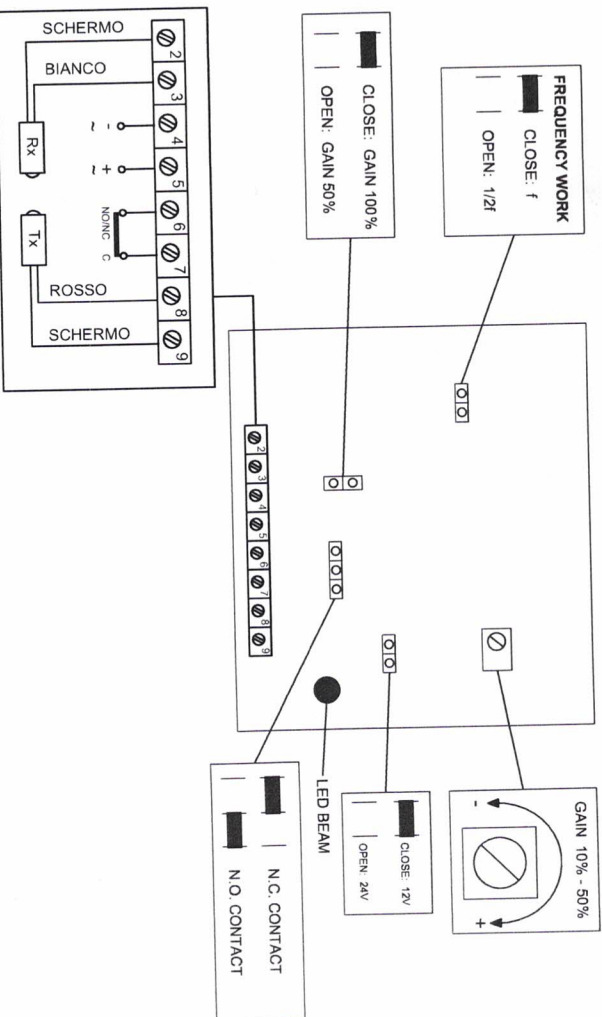 FREQUENCY WORK
CLOSE: f
OPEN: 1/2f
CLOSE: GAIN 100%
OPEN: GAIN 50%
GAIN 10% - 50%
- +
CLOSE: 12V
OPEN: 24V
LED BEAM
N.C. CONTACT
N.O. CONTACT
2 3 4 5 6 7 8 9
2 3 4 5 6 7 8 9
SCHERMO
BIANCO
~ -
~ +
NO/NC C
ROSSO
SCHERMO
Rx
Tx